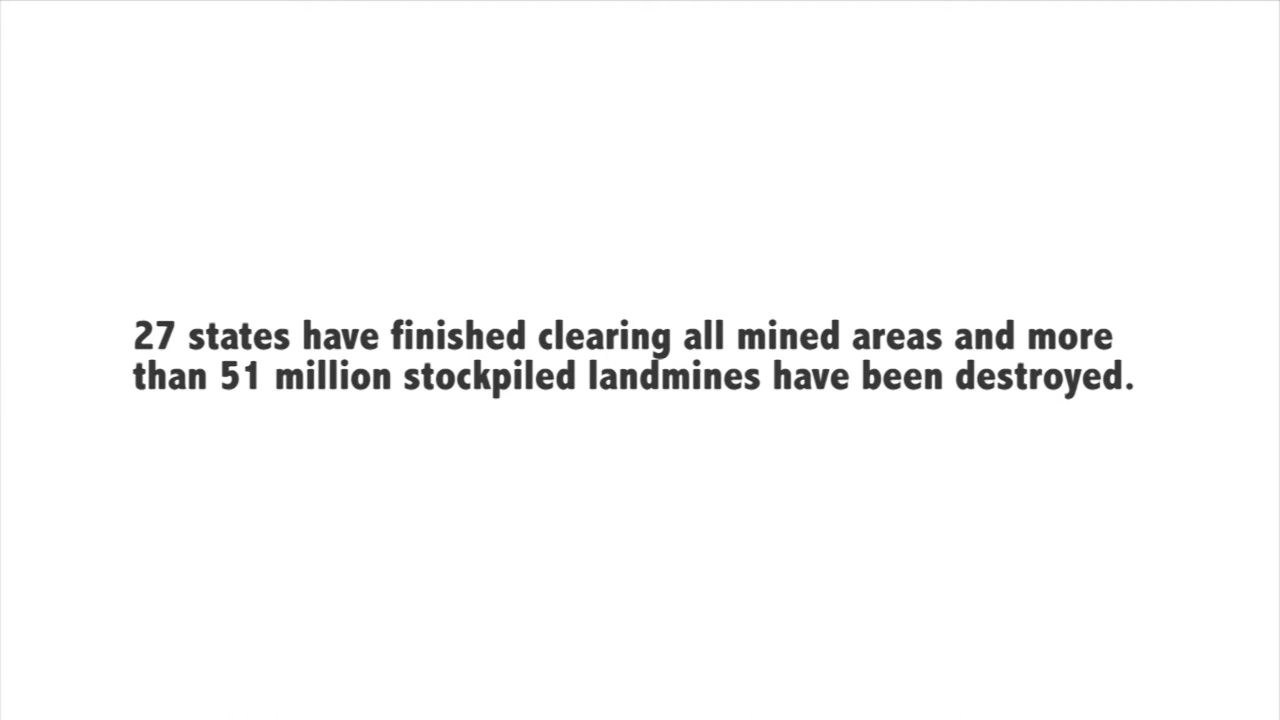 27 states have finished clearing all mined areas and more
than 51 million stockpiled landmines have been destroyed.